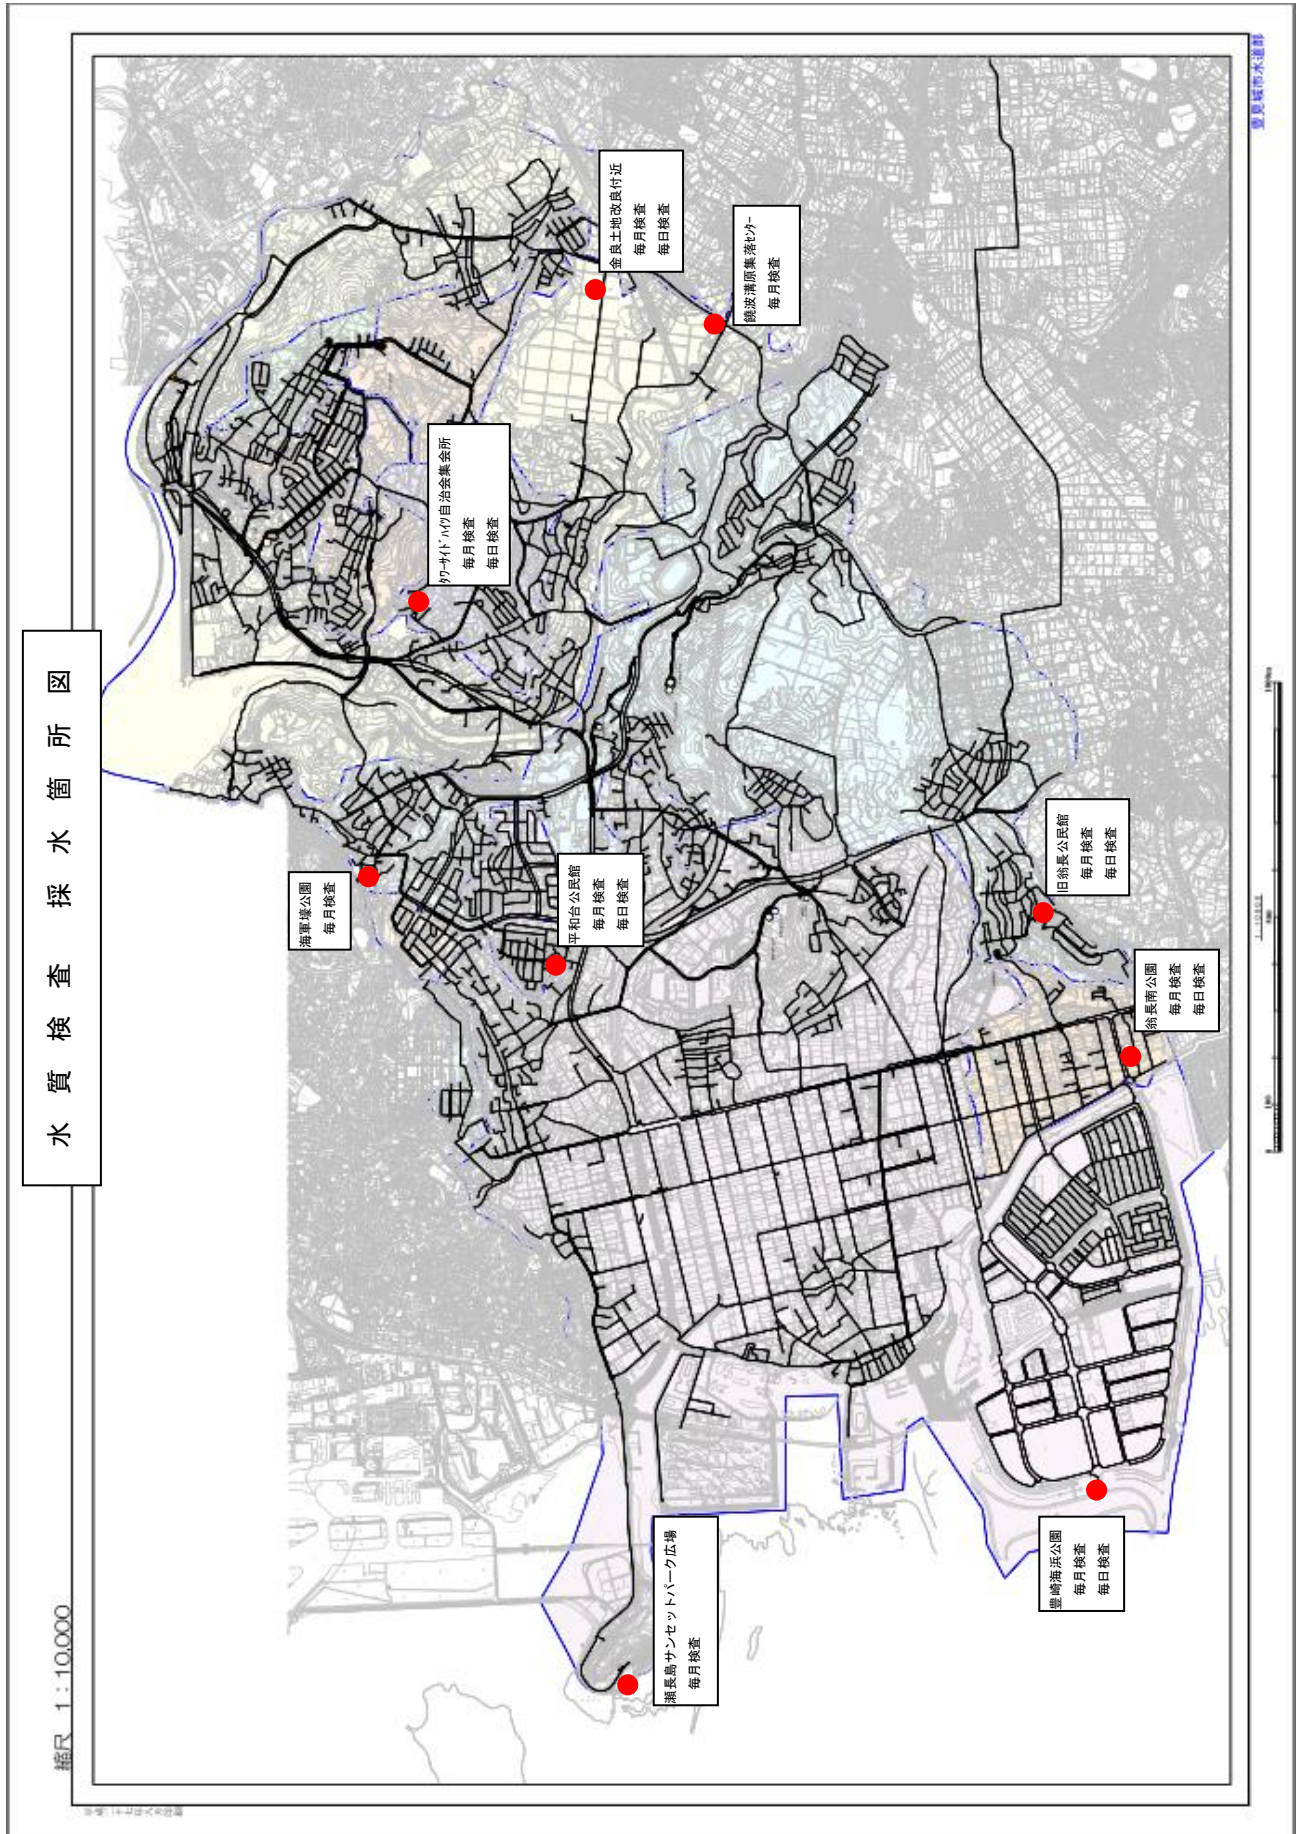 水質検査採水箇所図
縮尺 1：10,000
豊見城市水道部
海軍壕公園
毎月検査
タワーサイドハイツ自治会集会所
毎月検査
毎日検査
金良土地改良付近
毎月検査
毎日検査
饒波溝原集落センター
毎月検査
平和台公民館
毎月検査
毎日検査
旧翁長公民館
毎月検査
毎日検査
翁長南公園
毎月検査
毎日検査
瀬長島サンセットパーク広場
毎月検査
豊崎海浜公園
毎月検査
毎日検査